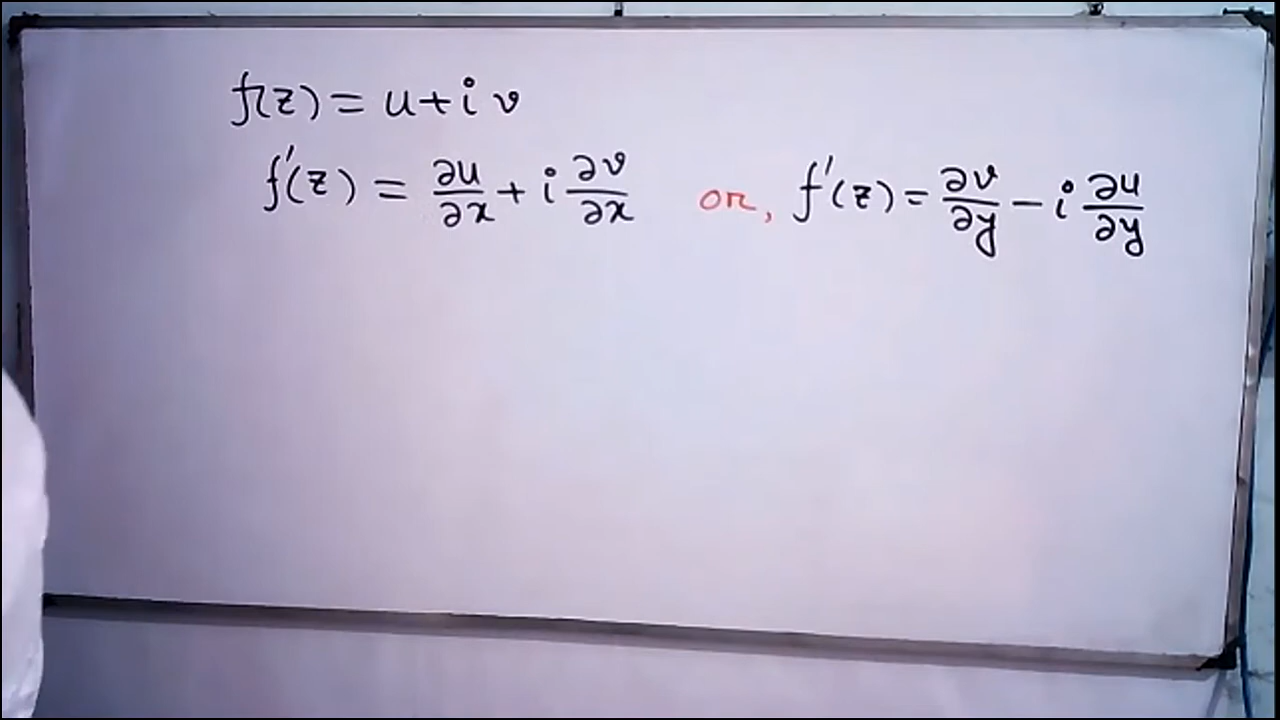 f(z) = u + i v
f'(z) = ∂u/∂x + i ∂v/∂x or, f'(z) = ∂v/∂y − i ∂u/∂y